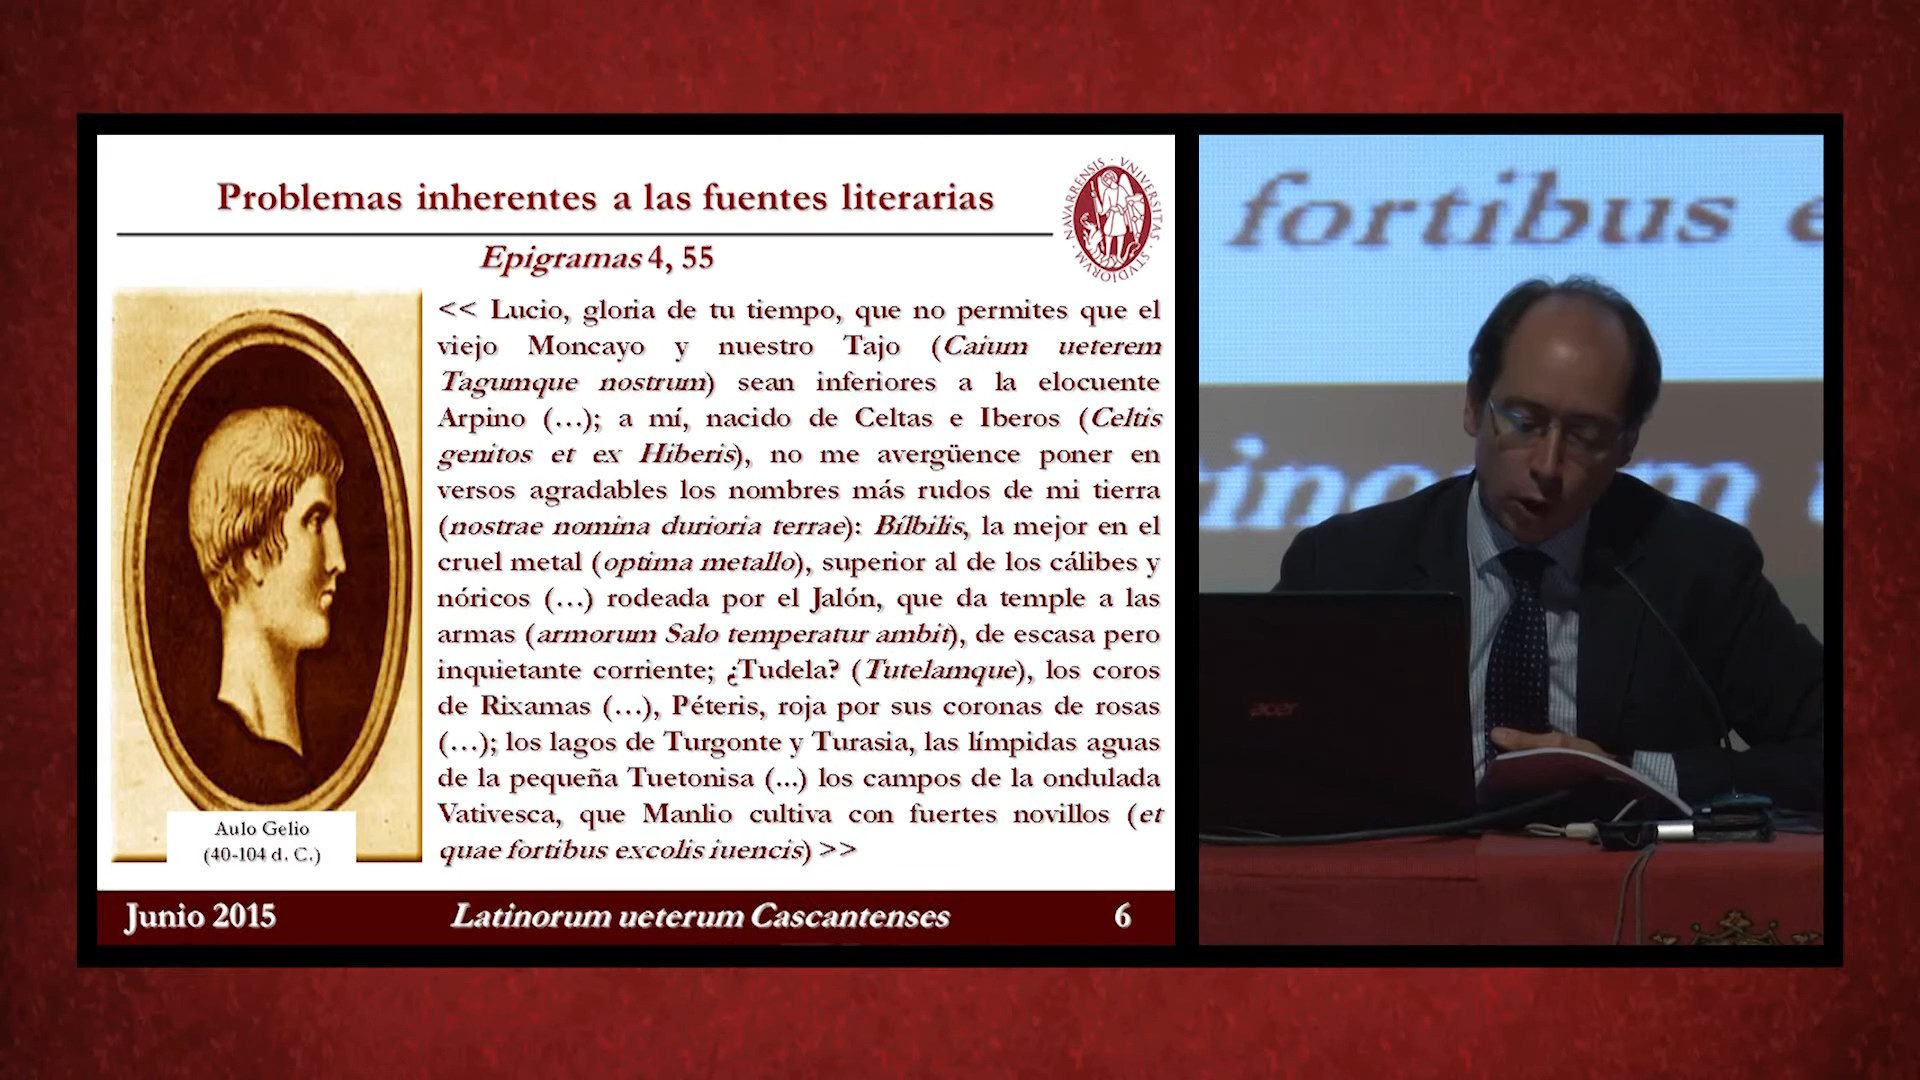 Problemas inherentes a las fuentes literarias
NAVARRENSIS · VNIVERSITAS · STVDIORVM
Epigramas 4, 55
<< Lucio, gloria de tu tiempo, que no permites que el
viejo Moncayo y nuestro Tajo (Caium ueterem
Tagumque nostrum) sean inferiores a la elocuente
Arpino (…); a mí, nacido de Celtas e Iberos (Celtis
genitos et ex Hiberis), no me avergüence poner en
versos agradables los nombres más rudos de mi tierra
(nostrae nomina durioria terrae): Bílbilis, la mejor en el
cruel metal (optima metallo), superior al de los cálibes y
nóricos (…) rodeada por el Jalón, que da temple a las
armas (armorum Salo temperatur ambit), de escasa pero
inquietante corriente; ¿Tudela? (Tutelamque), los coros
de Rixamas (…), Péteris, roja por sus coronas de rosas
(…); los lagos de Turgonte y Turasia, las límpidas aguas
de la pequeña Tuetonisa (...) los campos de la ondulada
Vativesca, que Manlio cultiva con fuertes novillos (et
quae fortibus excolis iuencis) >>
Aulo Gelio
(40-104 d. C.)
Junio 2015
Latinorum ueterum Cascantenses
6
fortibus e
acer